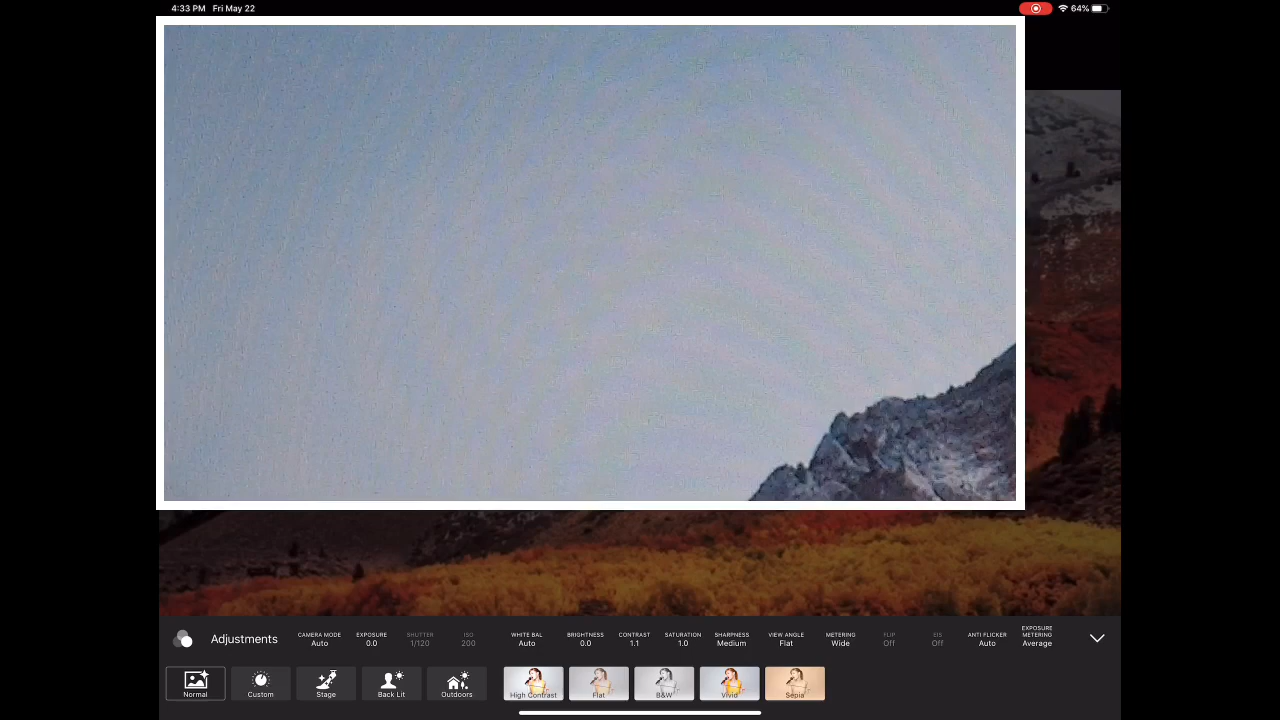 4:33 PM Fri May 22
64%
Adjustments
CAMERA MODE
Auto
EXPOSURE
0.0
SHUTTER
1/120
ISO
200
WHITE BAL
Auto
BRIGHTNESS
0.0
CONTRAST
1.1
SATURATION
1.0
SHARPNESS
Medium
VIEW ANGLE
Flat
METERING
Wide
FLIP
Off
EIS
Off
ANTI FLICKER
Auto
EXPOSURE
METERING
Average
Normal
Custom
Stage
Back Lit
Outdoors
High Contrast
Flat
B&W
Vivid
Sepia